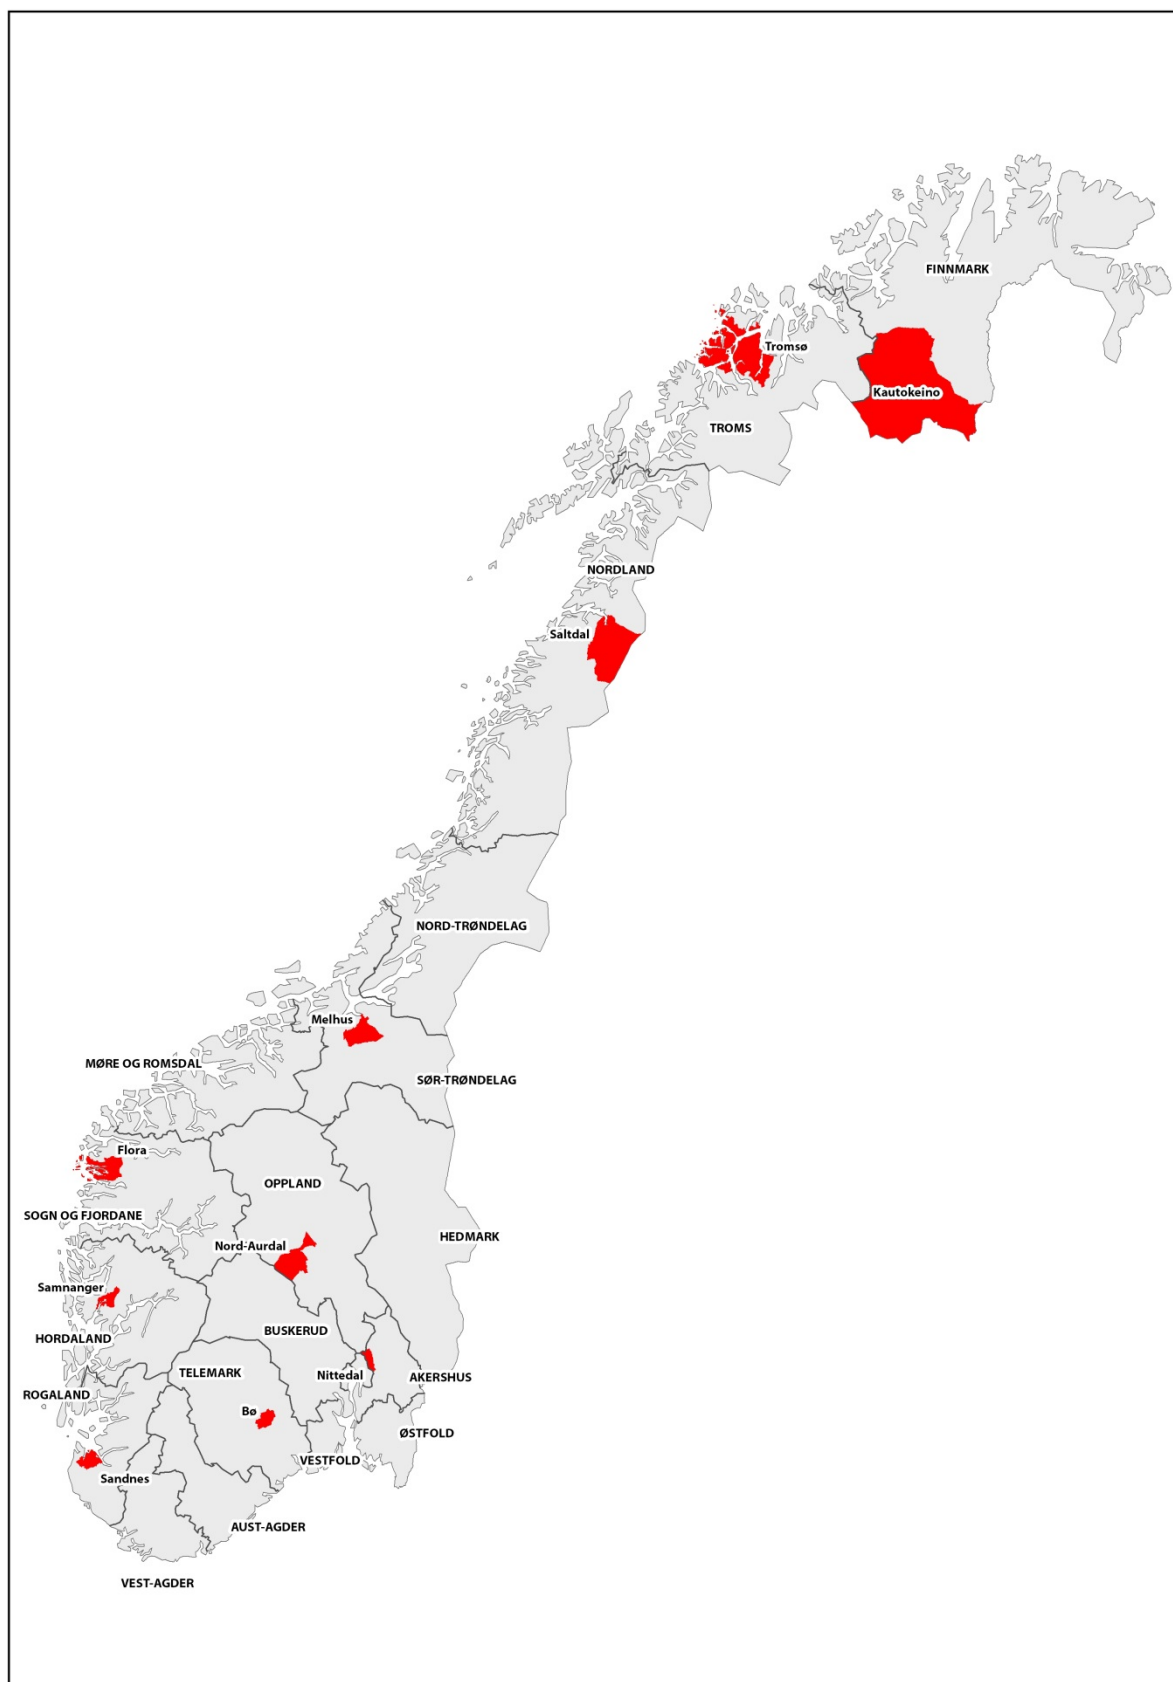 FINNMARK
Tromsø
Kautokeino
TROMS
NORDLAND
Saltdal
NORD-TRØNDELAG
Melhus
MØRE OG ROMSDAL
SØR-TRØNDELAG
Flora
OPPLAND
SOGN OG FJORDANE
HEDMARK
Nord-Aurdal
Samnanger
BUSKERUD
HORDALAND
TELEMARK
Nittedal
AKERSHUS
ROGALAND
Bø
ØSTFOLD
VESTFOLD
Sandnes
AUST-AGDER
VEST-AGDER